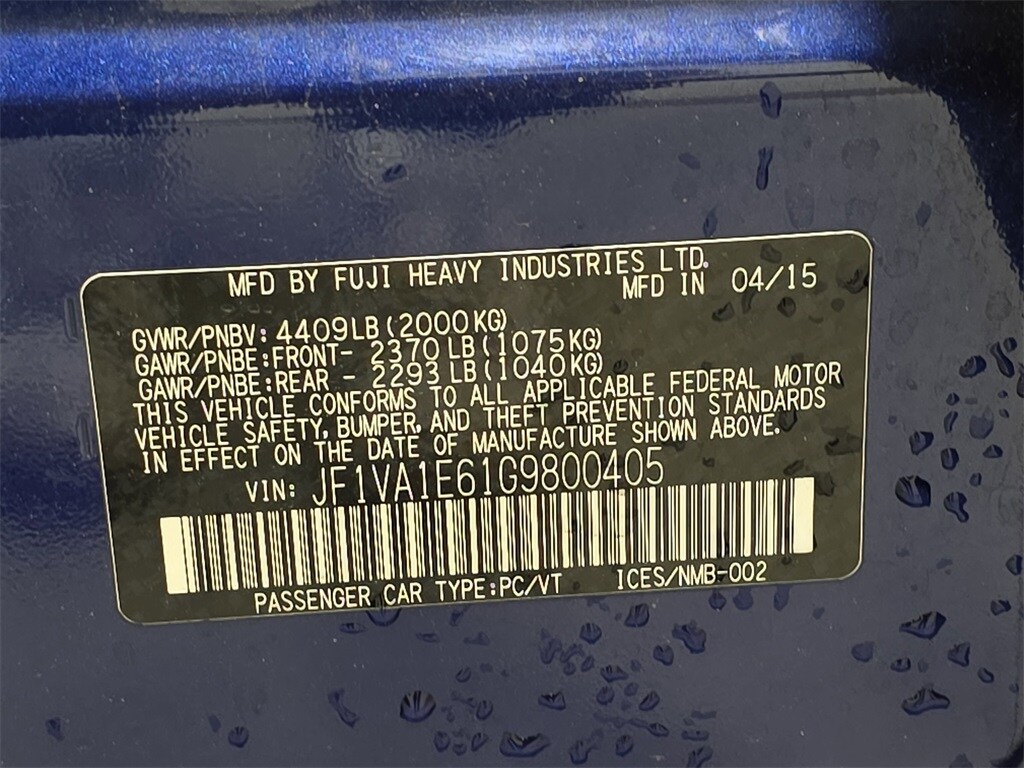 MFD BY FUJI HEAVY INDUSTRIES LTD.
MFD IN 04/15
GVWR/PNBV: 4409LB(2000KG)
GAWR/PNBE:FRONT- 2370LB(1075KG)
GAWR/PNBE:REAR - 2293LB(1040KG)
THIS VEHICLE CONFORMS TO ALL APPLICABLE FEDERAL MOTOR
VEHICLE SAFETY, BUMPER, AND THEFT PREVENTION STANDARDS
IN EFFECT ON THE DATE OF MANUFACTURE SHOWN ABOVE.
VIN: JF1VA1E61G9800405
PASSENGER CAR TYPE:PC/VT ICES/NMB-002